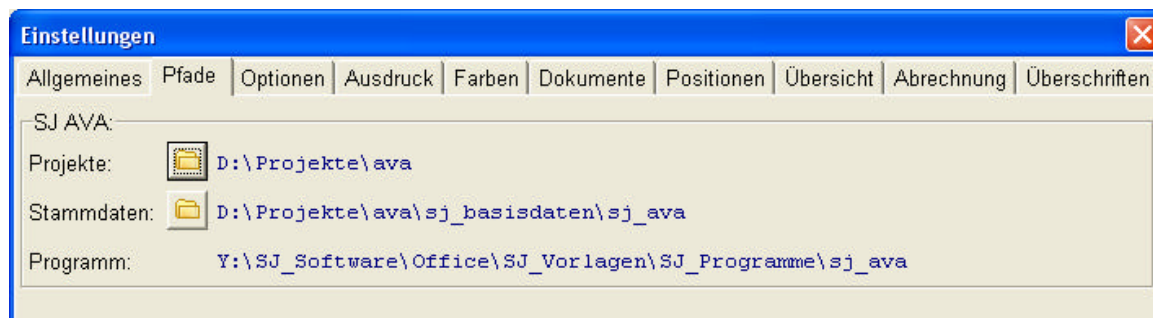 Einstellungen
Allgemeines Pfade Optionen Ausdruck Farben Dokumente Positionen Übersicht Abrechnung Überschriften
SJ AVA:
Projekte: D:\Projekte\ava
Stammdaten: D:\Projekte\ava\sj_basisdaten\sj_ava
Programm: Y:\SJ_Software\Office\SJ_Vorlagen\SJ_Programme\sj_ava